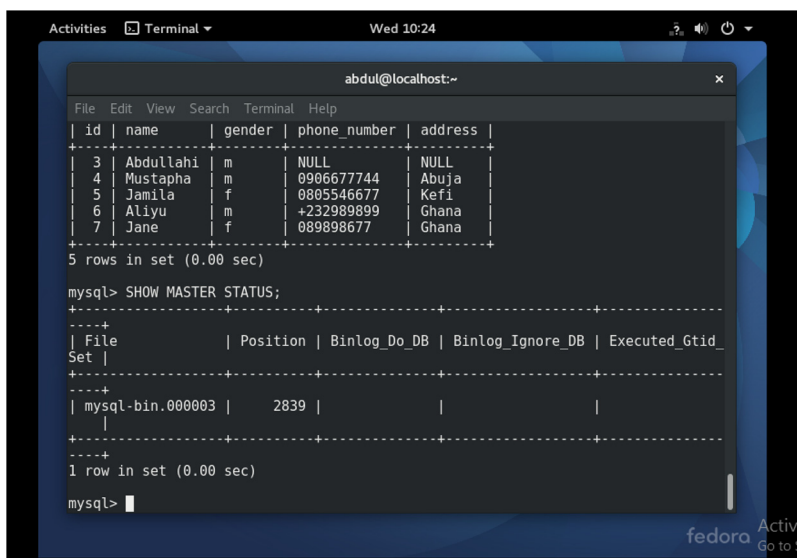 Activities Terminal Wed 10:24
abdul@localhost:~ ×
File Edit View Search Terminal Help
| id | name | gender | phone_number | address |
+----+-----------+--------+--------------+---------+
| 3 | Abdullahi | m | NULL | NULL |
| 4 | Mustapha | m | 0906677744 | Abuja |
| 5 | Jamila | f | 0805546677 | Kefi |
| 6 | Aliyu | m | +232989899 | Ghana |
| 7 | Jane | f | 089898677 | Ghana |
+----+-----------+--------+--------------+---------+
5 rows in set (0.00 sec)
mysql> SHOW MASTER STATUS;
+------------------+----------+--------------+------------------+---------------
----+
| File | Position | Binlog_Do_DB | Binlog_Ignore_DB | Executed_Gtid_
Set |
+------------------+----------+--------------+------------------+---------------
----+
| mysql-bin.000003 | 2839 | | |
|
+------------------+----------+--------------+------------------+---------------
----+
1 row in set (0.00 sec)
mysql>
fedora
Activ
Go to S